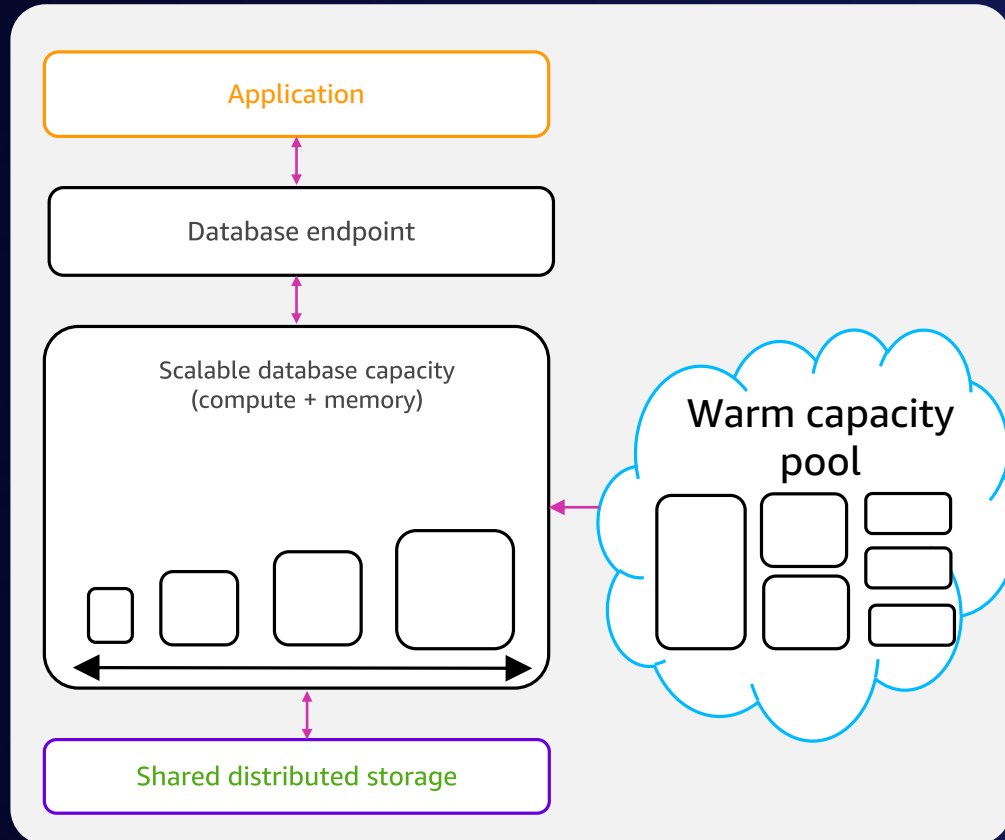 Application
Database endpoint
Scalable database capacity
(compute + memory)
Warm capacity
pool
Shared distributed storage